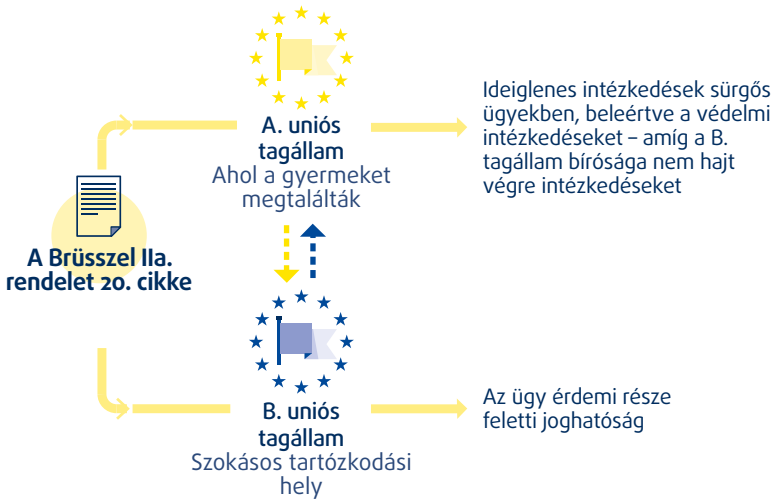 A. uniós
tagállam
Ahol a gyermeket
megtalálták
Ideiglenes intézkedések sürgős
ügyekben, beleértve a védelmi
intézkedéseket – amíg a B.
tagállam bírósága nem hajt
végre intézkedéseket
A Brüsszel IIa.
rendelet 20. cikke
B. uniós
tagállam
Szokásos tartózkodási
hely
Az ügy érdemi része
feletti joghatóság